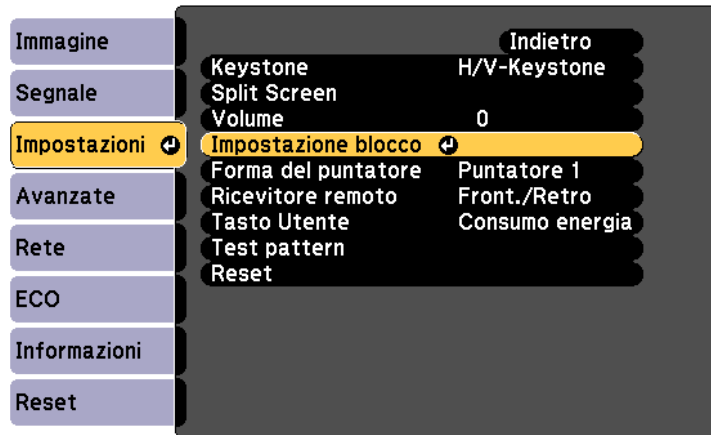 Immagine
Segnale
Impostazioni
Avanzate
Rete
ECO
Informazioni
Reset
Indietro
Keystone H/V-Keystone
Split Screen
Volume 0
Impostazione blocco
Forma del puntatore Puntatore 1
Ricevitore remoto Front./Retro
Tasto Utente Consumo energia
Test pattern
Reset